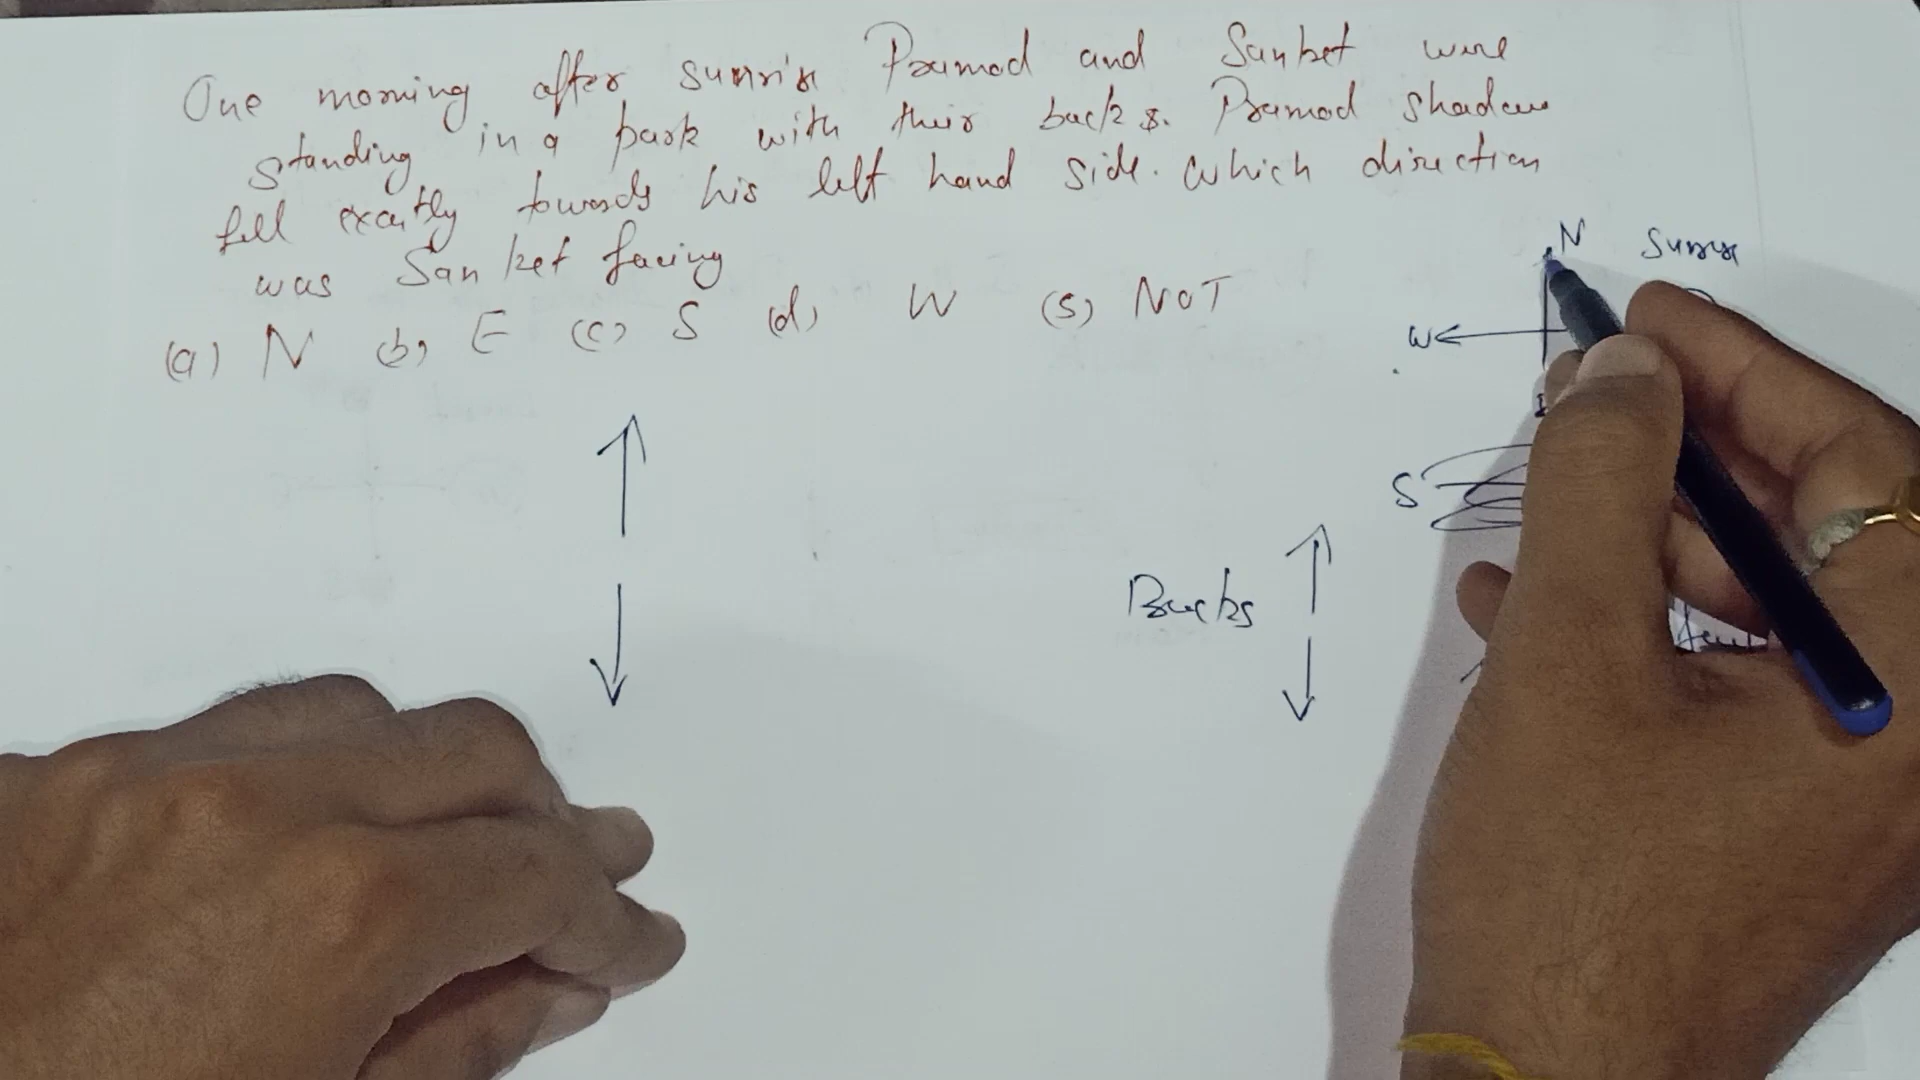 One morning after sunrise Pramod and Sanket were
standing in a park with their backs. Pramod shadow
fell exactly towards his left hand side. Which direction
was Sanket facing
(a) N (b) E (c) S (d) W (s) NOT
N Sunrise
W
S
Backs